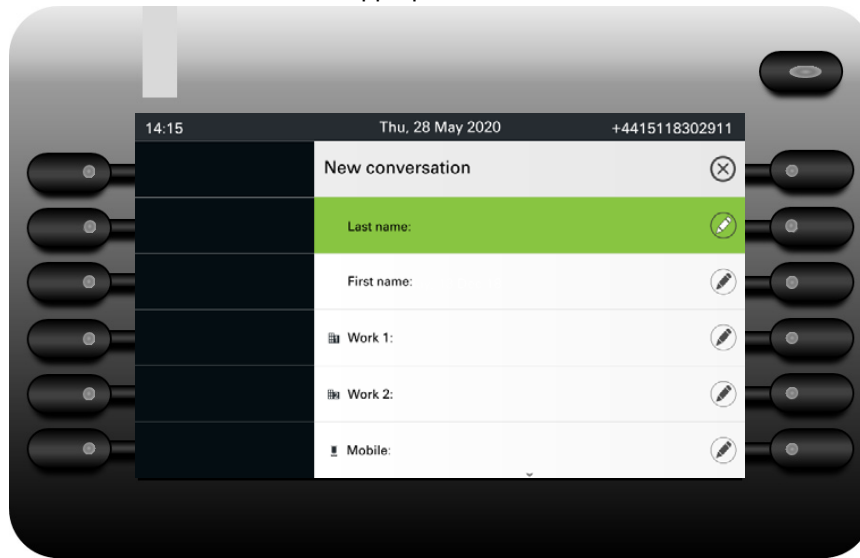 14:15 Thu, 28 May 2020 +4415118302911
New conversation
Last name:
First name:
Work 1:
Work 2:
Mobile: